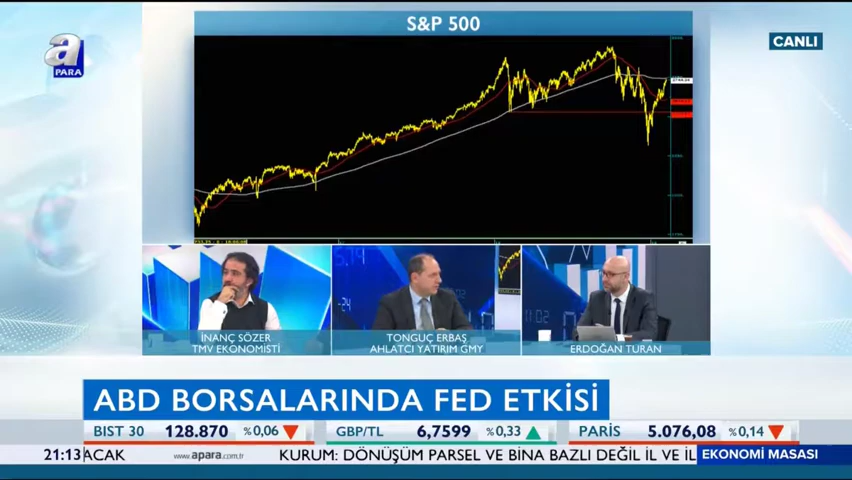 S&P 500
a
PARA
CANLI
İNANÇ SÖZER
TMV EKONOMİSTİ
TONGUÇ ERBAŞ
AHLATCI YATIRIM GMY
ERDOĞAN TURAN
ABD BORSALARINDA FED ETKİSİ
BIST 30 128.870 %0,06 GBP/TL 6,7599 %0,33 PARİS 5.076,08 %0,14
21:13 ACAK www.apara.com.tr KURUM: DÖNÜŞÜM PARSEL VE BİNA BAZLI DEĞİL İL VE İL EKONOMİ MASASI